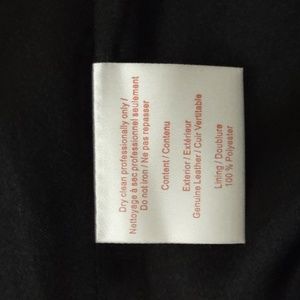 Dry clean professionally only /
Nettoyage à sec professionnel seulement
Do not iron / Ne pas repasser
Content / Contenu
Exterior / Extérieur
Genuine Leather / Cuir Vertitable
Lining / Doublure
100 % Polyester